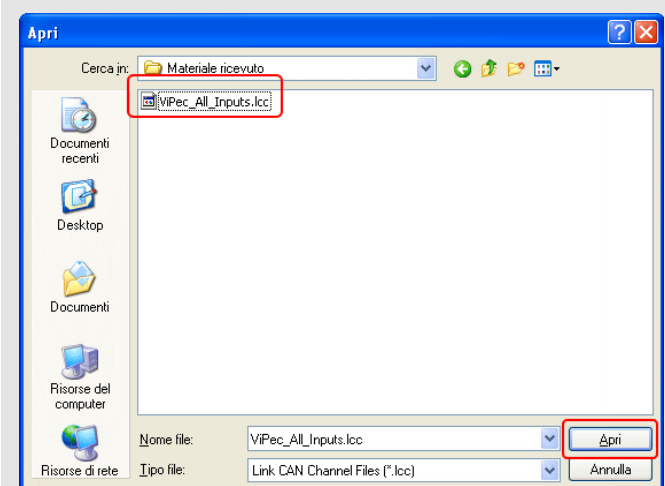 Apri
Cerca in: Materiale ricevuto
ViPec_All_Inputs.lcc
Documenti
recenti
Desktop
Documenti
Risorse del
computer
Risorse di rete
Nome file: ViPec_All_Inputs.lcc Apri
Tipo file: Link CAN Channel Files (*.lcc) Annulla